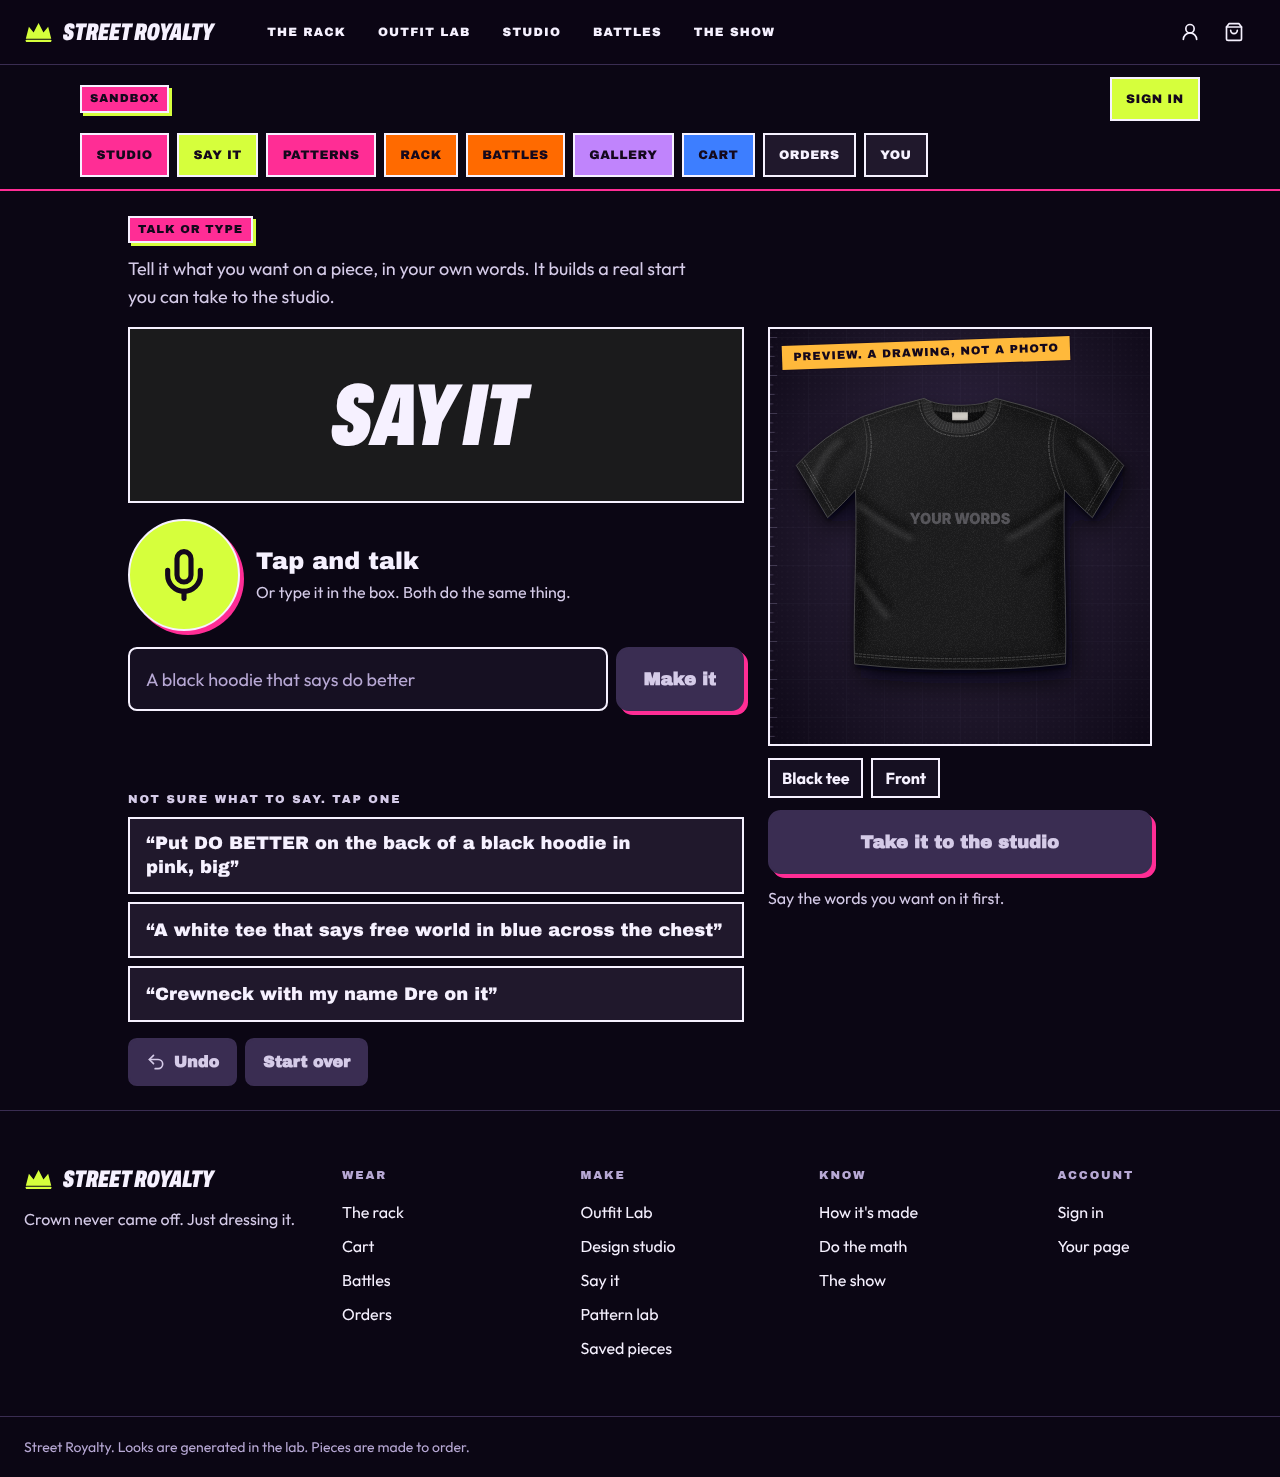 STREET ROYALTY
THE RACK
OUTFIT LAB
STUDIO
BATTLES
THE SHOW
SANDBOX
SIGN IN
STUDIO
SAY IT
PATTERNS
RACK
BATTLES
GALLERY
CART
ORDERS
YOU
TALK OR TYPE
Tell it what you want on a piece, in your own words. It builds a real start
you can take to the studio.
SAY IT
Tap and talk
Or type it in the box. Both do the same thing.
A black hoodie that says do better
Make it
NOT SURE WHAT TO SAY. TAP ONE
“Put DO BETTER on the back of a black hoodie in
pink, big”
“A white tee that says free world in blue across the chest”
“Crewneck with my name Dre on it”
Undo
Start over
PREVIEW. A DRAWING, NOT A PHOTO
YOUR WORDS
Black tee
Front
Take it to the studio
Say the words you want on it first.
STREET ROYALTY
Crown never came off. Just dressing it.
WEAR
The rack
Cart
Battles
Orders
MAKE
Outfit Lab
Design studio
Say it
Pattern lab
Saved pieces
KNOW
How it's made
Do the math
The show
ACCOUNT
Sign in
Your page
Street Royalty. Looks are generated in the lab. Pieces are made to order.